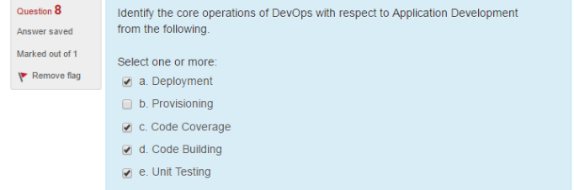 Question 8
Answer saved
Marked out of 1
Remove flag
Identify the core operations of DevOps with respect to Application Development
from the following.
Select one or more:
a. Deployment
b. Provisioning
c. Code Coverage
d. Code Building
e. Unit Testing